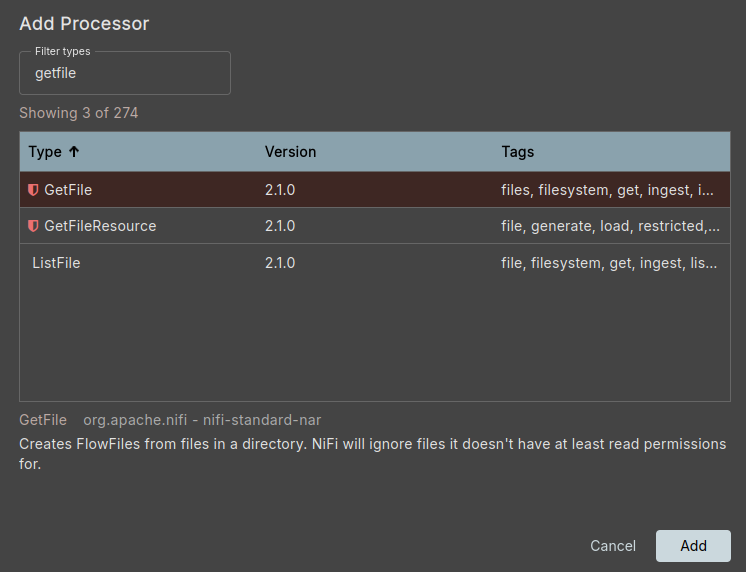 Add Processor
Filter types
getfile
Showing 3 of 274
Type Version Tags
GetFile 2.1.0 files, filesystem, get, ingest, i...
GetFileResource 2.1.0 file, generate, load, restricted,...
ListFile 2.1.0 file, filesystem, get, ingest, lis...
GetFile org.apache.nifi - nifi-standard-nar
Creates FlowFiles from files in a directory. NiFi will ignore files it doesn't have at least read permissions
for.
Cancel Add